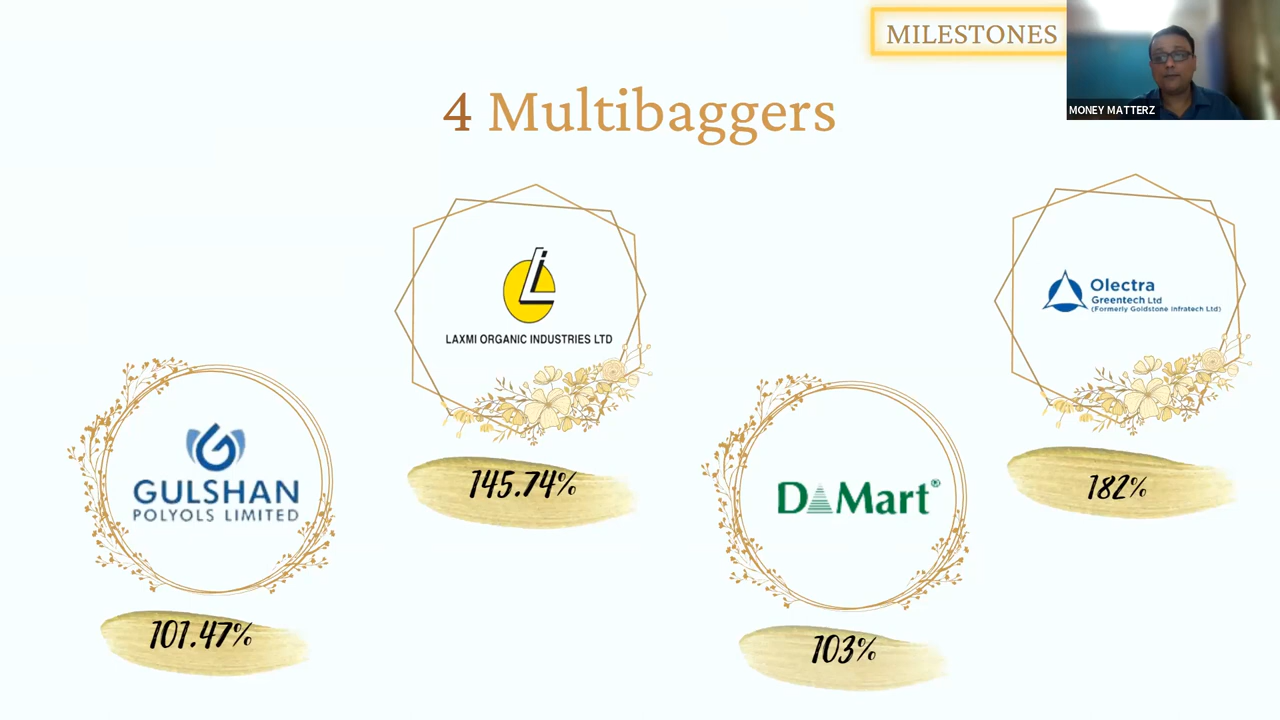 MILESTONES
MONEY MATTERZ
4 Multibaggers
LAXMI ORGANIC INDUSTRIES LTD
145.74%
Olectra
Greentech Ltd
(Formerly Goldstone Infratech Ltd)
182%
GULSHAN
POLYOLS LIMITED
101.47%
DMart®
103%